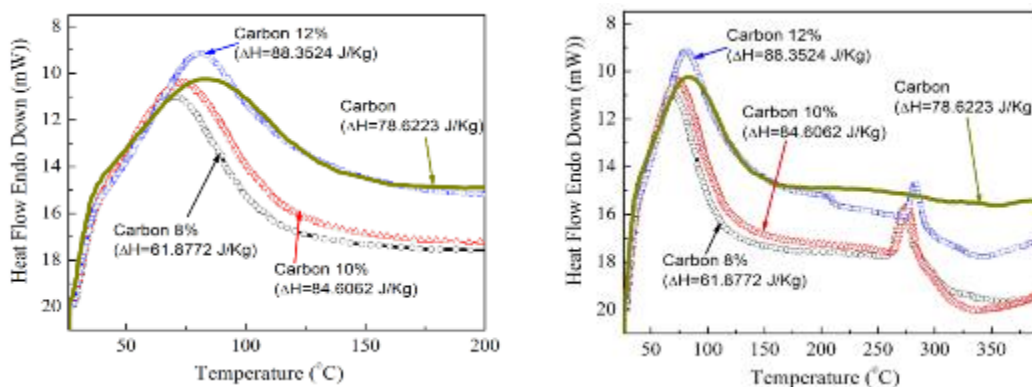 8
10
12
14
16
18
20
50
100
150
200
Heat Flow Endo Down (mW))
Temperature (°C)
Carbon 12%
(ΔH=88.3524 J/Kg)
Carbon
(ΔH=78.6223 J/Kg)
Carbon 8%
(ΔH=61.8772 J/Kg)
Carbon 10%
(ΔH=84.6062 J/Kg)
8
10
12
14
16
18
20
50
100
150
200
250
300
350
Heat Flow Endo Down (mW))
Temperature (°C)
Carbon 12%
(ΔH=88.3524 J/Kg)
Carbon
(ΔH=78.6223 J/Kg)
Carbon 10%
(ΔH=84.6062 J/Kg)
Carbon 8%
(ΔH=61.8772 J/Kg)